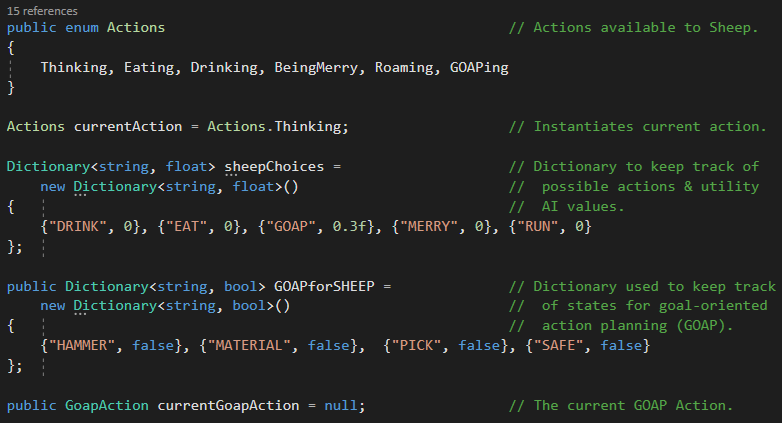 15 references
public enum Actions // Actions available to Sheep.
{
Thinking, Eating, Drinking, BeingMerry, Roaming, GOAPing
}
Actions currentAction = Actions.Thinking; // Instantiates current action.
Dictionary<string, float> sheepChoices = // Dictionary to keep track of
new Dictionary<string, float>() // possible actions & utility
{ // AI values.
{"DRINK", 0}, {"EAT", 0}, {"GOAP", 0.3f}, {"MERRY", 0}, {"RUN", 0}
};
public Dictionary<string, bool> GOAPforSHEEP = // Dictionary used to keep track
new Dictionary<string, bool>() // of states for goal-oriented
{ // action planning (GOAP).
{"HAMMER", false}, {"MATERIAL", false}, {"PICK", false}, {"SAFE", false}
};
public GoapAction currentGoapAction = null; // The current GOAP Action.